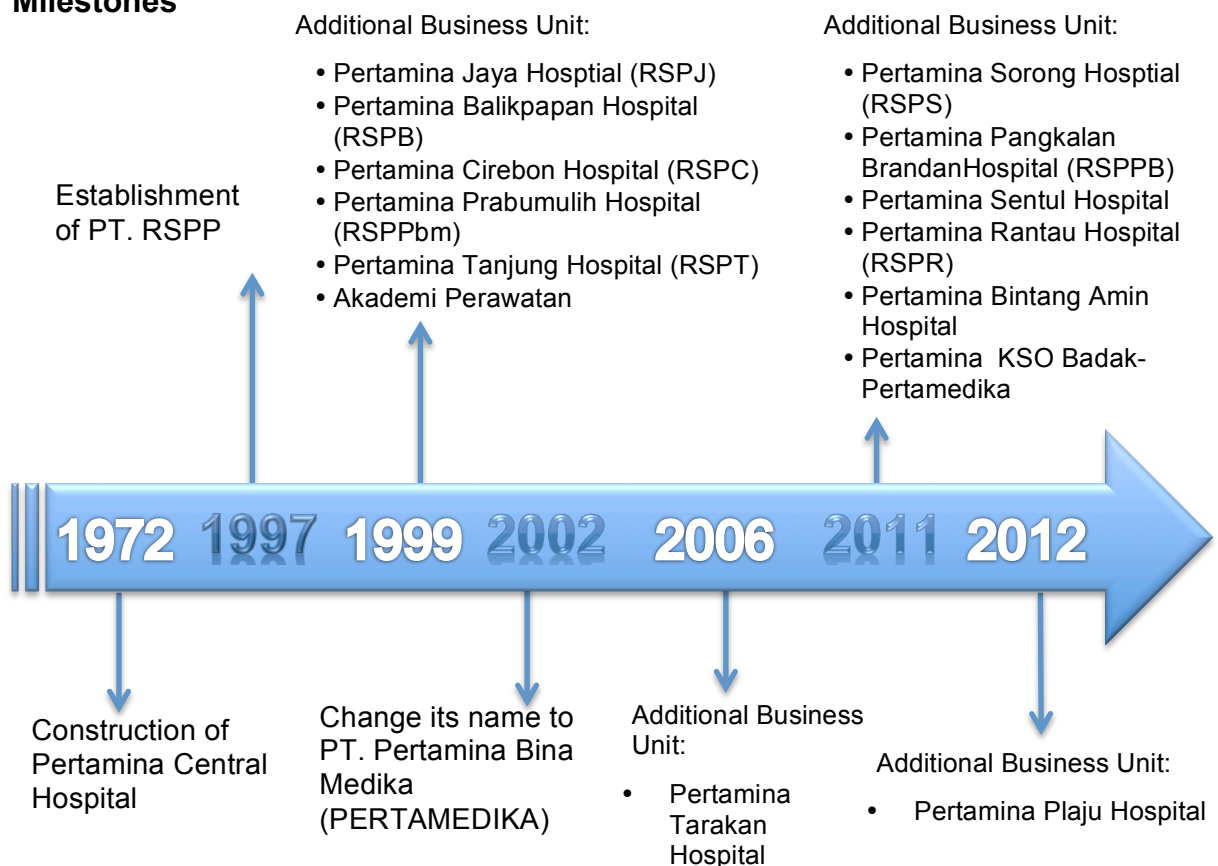 Milestones
Additional Business Unit:
• Pertamina Jaya Hosptial (RSPJ)
• Pertamina Balikpapan Hospital
(RSPB)
• Pertamina Cirebon Hospital (RSPC)
• Pertamina Prabumulih Hospital
(RSPPbm)
• Pertamina Tanjung Hospital (RSPT)
• Akademi Perawatan
Additional Business Unit:
• Pertamina Sorong Hosptial
(RSPS)
• Pertamina Pangkalan
BrandanHospital (RSPPB)
• Pertamina Sentul Hospital
• Pertamina Rantau Hospital
(RSPR)
• Pertamina Bintang Amin
Hospital
• Pertamina KSO Badak-
Pertamedika
Establishment
of PT. RSPP
1972 1997 1999 2002 2006 2011 2012
Construction of
Pertamina Central
Hospital
Change its name to
PT. Pertamina Bina
Medika
(PERTAMEDIKA)
Additional Business
Unit:
• Pertamina
Tarakan
Hospital
Additional Business Unit:
• Pertamina Plaju Hospital